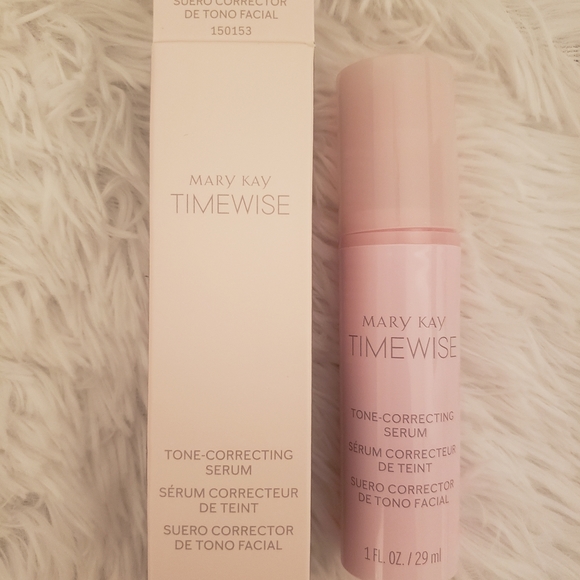 SUERO CORRECTOR
DE TONO FACIAL
150153
MARY KAY
TIMEWISE
TONE-CORRECTING
SERUM
SÉRUM CORRECTEUR
DE TEINT
SUERO CORRECTOR
DE TONO FACIAL
MARY KAY
TIMEWISE
TONE-CORRECTING
SERUM
SÉRUM CORRECTEUR
DE TEINT
SUERO CORRECTOR
DE TONO FACIAL
1 FL. OZ. / 29 ml